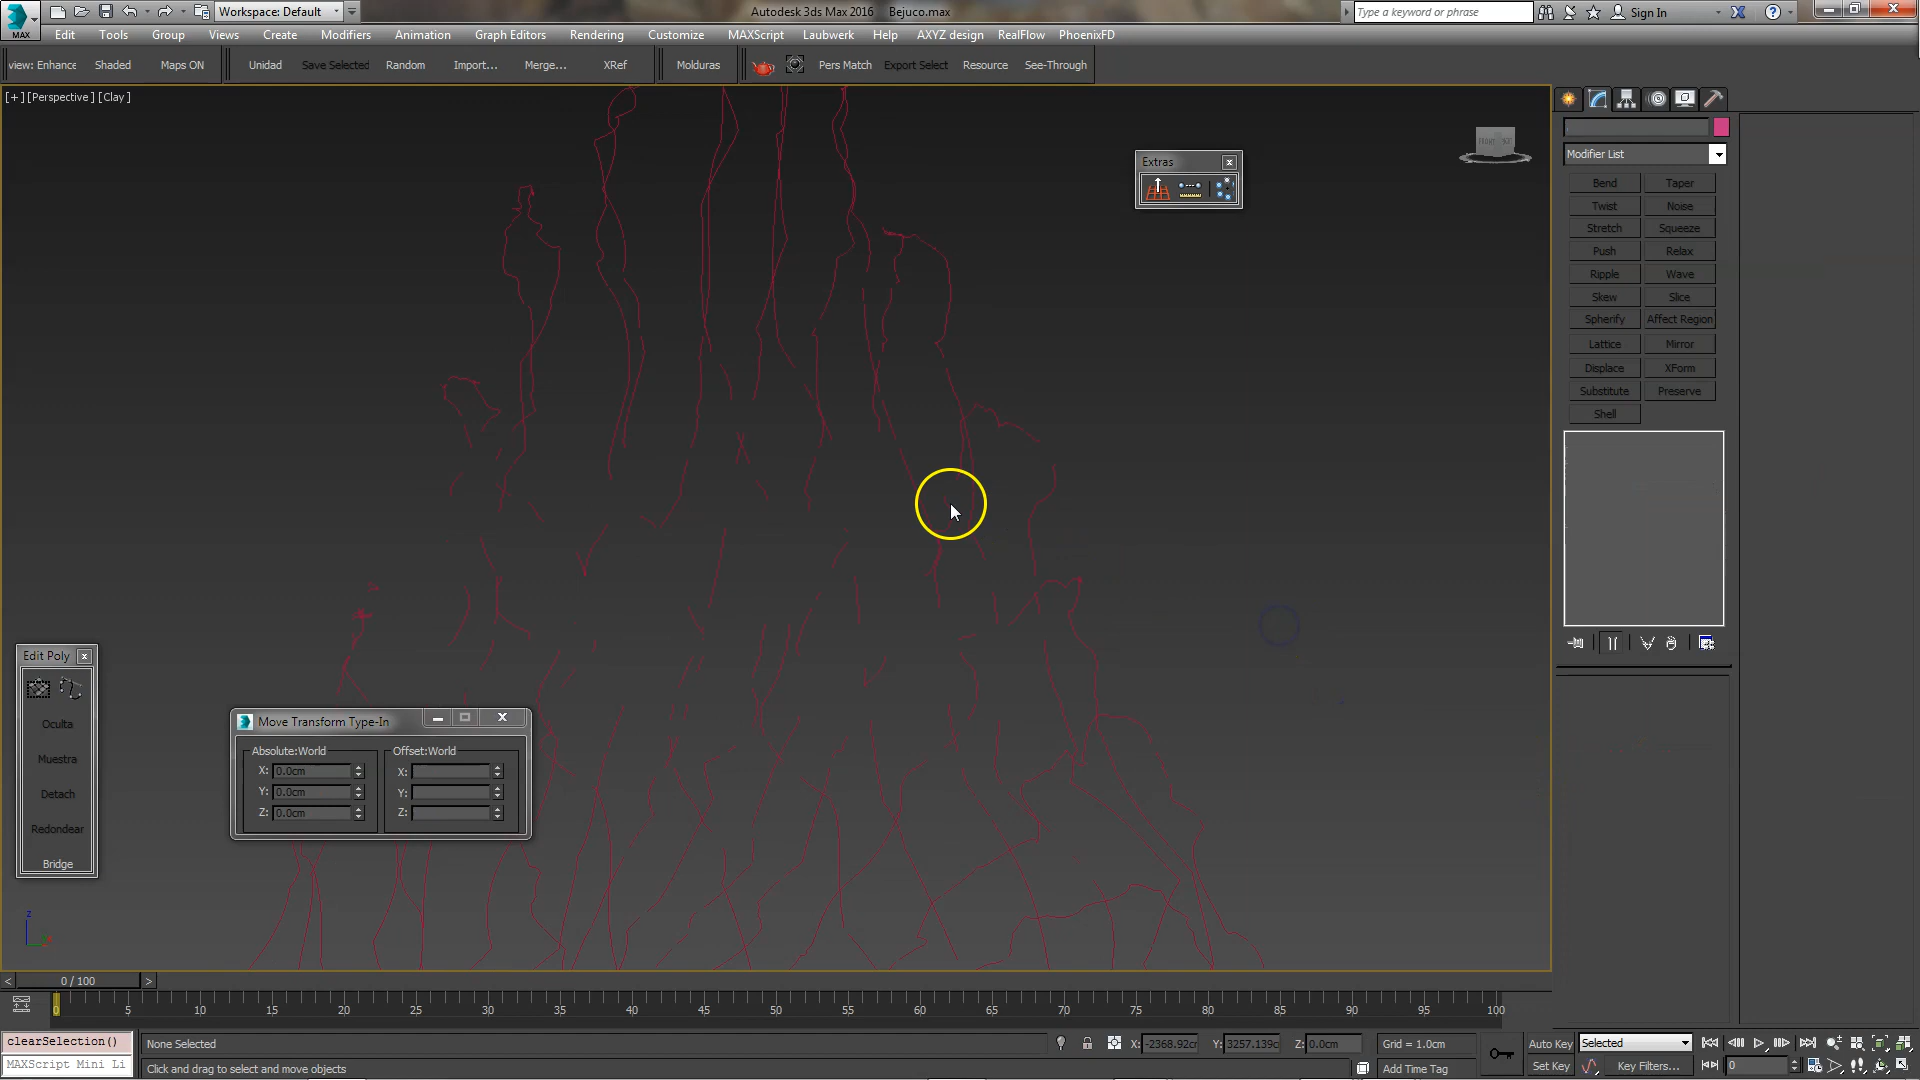 Workspace: Default
Autodesk 3ds Max 2016 Bejuco.max
Type a keyword or phrase
Sign In
MAX
Edit Tools Group Views Create Modifiers Animation Graph Editors Rendering Customize MAXScript Laubwerk Help AXYZ design RealFlow PhoenixFD
view: Enhance Shaded Maps ON Unidad Save Selected Random Import... Merge... XRef Molduras Pers Match Export Select Resource See-Through
[+] [Perspective] [Clay]
Extras
Modifier List
Bend Taper
Twist Noise
Stretch Squeeze
Push Relax
Ripple Wave
Skew Slice
Spherify Affect Region
Lattice Mirror
Displace XForm
Substitute Preserve
Shell
Edit Poly
Oculta
Muestra
Detach
Redondear
Bridge
Move Transform Type-In
Absolute:World Offset:World
X: 0.0cm X:
Y: 0.0cm Y:
Z: 0.0cm Z:
z
< 0 / 100 >
0 5 10 15 20 25 30 35 40 45 50 55 60 65 70 75 80 85 90 95 100
clearSelection() None Selected X: -2368.92c Y: 3257.139c Z: 0.0cm Grid = 1.0cm Auto Key Selected
MAXScript Mini Li Click and drag to select and move objects Add Time Tag Set Key Key Filters... 0